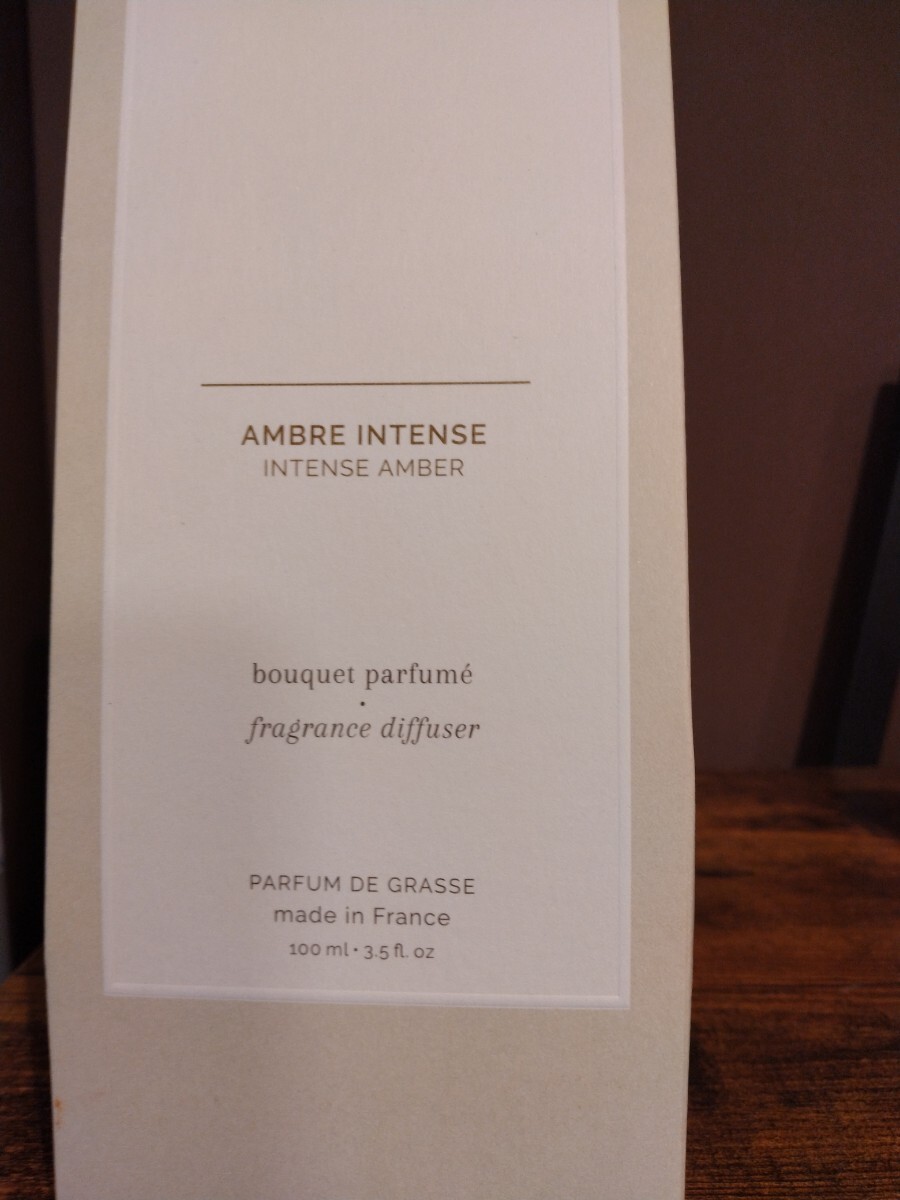 AMBRE INTENSE
INTENSE AMBER
bouquet parfumé
•
fragrance diffuser
PARFUM DE GRASSE
made in France
100 ml • 3.5 fl. oz